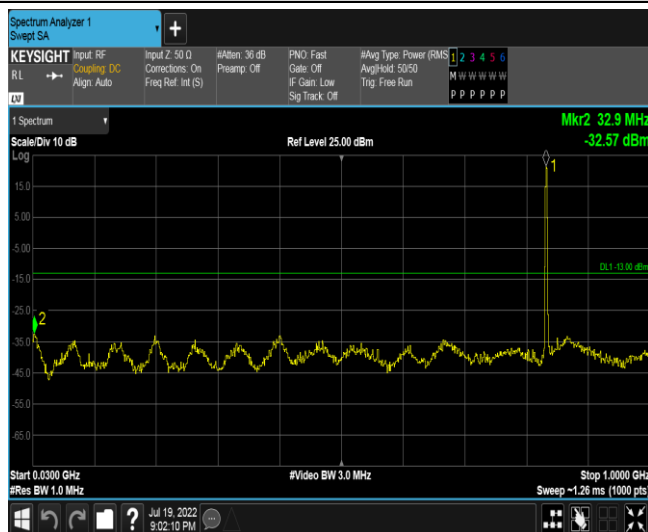 Spectrum Analyzer 1
Swept SA
+
KEYSIGHT
RL
LXI
Input: RF
Coupling: DC
Align: Auto
Input Z: 50 Ω
Corrections: On
Freq Ref: Int (S)
#Atten: 36 dB
Preamp: Off
PNO: Fast
Gate: Off
IF Gain: Low
Sig Track: Off
#Avg Type: Power (RMS
Avg|Hold: 50/50
Trig: Free Run
1 2 3 4 5 6
M W W W W W
P P P P P P
1 Spectrum
Mkr2 32.9 MHz
Scale/Div 10 dB
Ref Level 25.00 dBm
-32.57 dBm
Log
1
15.0
5.00
-5.00
DL1 -13.00 dBm
-15.0
-25.0
2
-35.0
-45.0
-55.0
-65.0
Start 0.0300 GHz
#Video BW 3.0 MHz
Stop 1.0000 GHz
#Res BW 1.0 MHz
Sweep ~1.26 ms (1000 pts)
?
Jul 19, 2022
9:02:10 PM